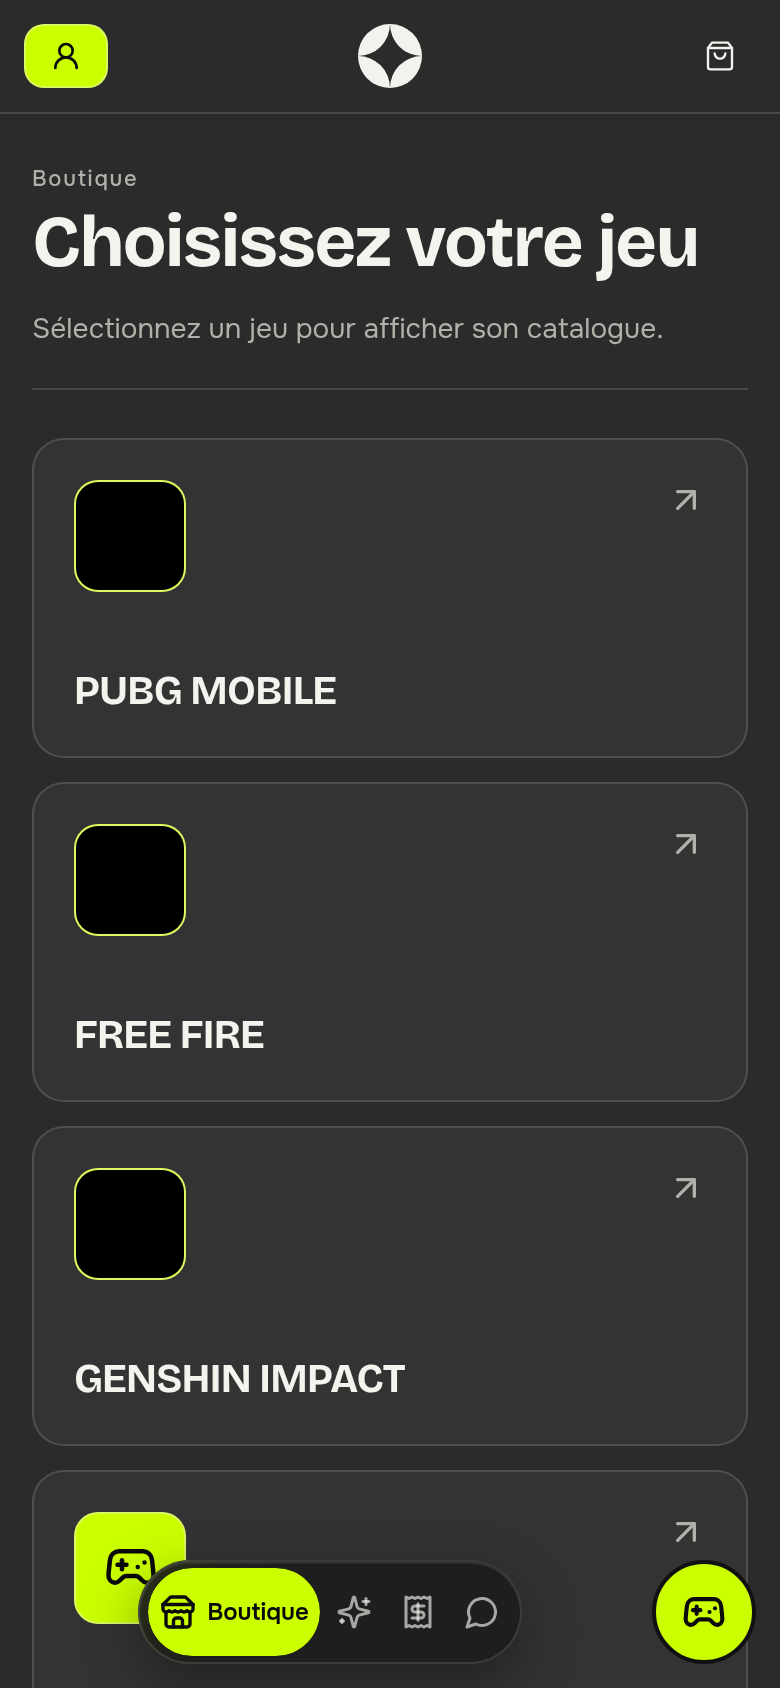 Boutique
Choisissez votre jeu
Sélectionnez un jeu pour afficher son catalogue.
PUBG MOBILE
FREE FIRE
GENSHIN IMPACT
Boutique